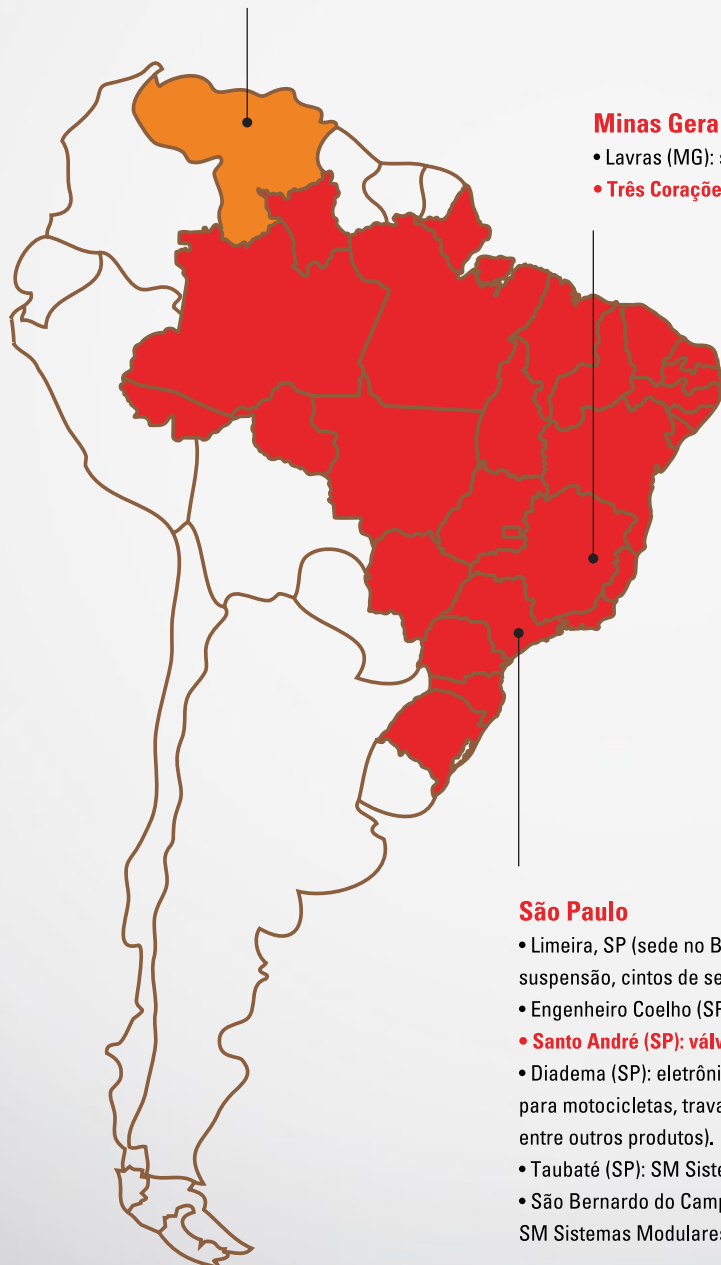 Minas Gera
• Lavras (MG): s
• Três Coraçõe
São Paulo
• Limeira, SP (sede no B
suspensão, cintos de se
• Engenheiro Coelho (SP
• Santo André (SP): válv
• Diadema (SP): eletrôni
para motocicletas, trava
entre outros produtos).
• Taubaté (SP): SM Siste
• São Bernardo do Camp
SM Sistemas Modulares